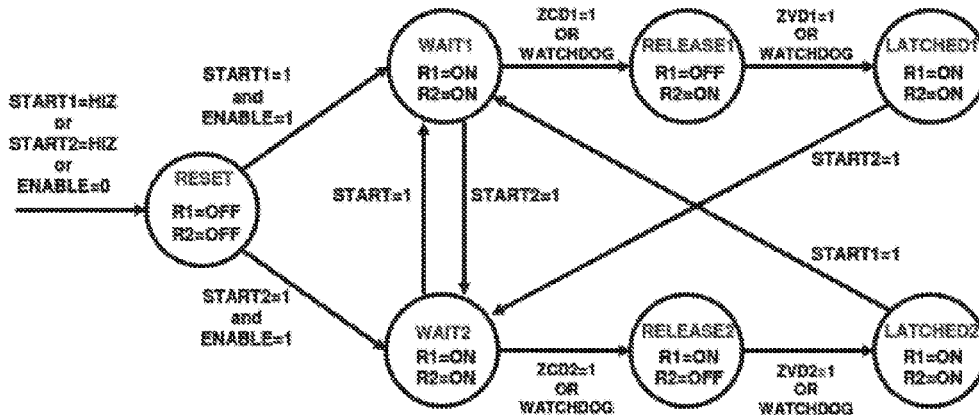 START1=HIZ
or
START2=HIZ
or
ENABLE=0
RESET
R1=OFF
R2=OFF
START1=1
and
ENABLE=1
START2=1
and
ENABLE=1
WAIT1
R1=ON
R2=ON
ZCD1=1
OR
WATCHDOG
RELEASE1
R1=OFF
R2=ON
ZVD1=1
OR
WATCHDOG
LATCHED1
R1=ON
R2=ON
START=1
START2=1
START2=1
START1=1
WAIT2
R1=ON
R2=ON
ZCD2=1
OR
WATCHDOG
RELEASE2
R1=ON
R2=OFF
ZVD2=1
OR
WATCHDOG
LATCHED2
R1=ON
R2=ON